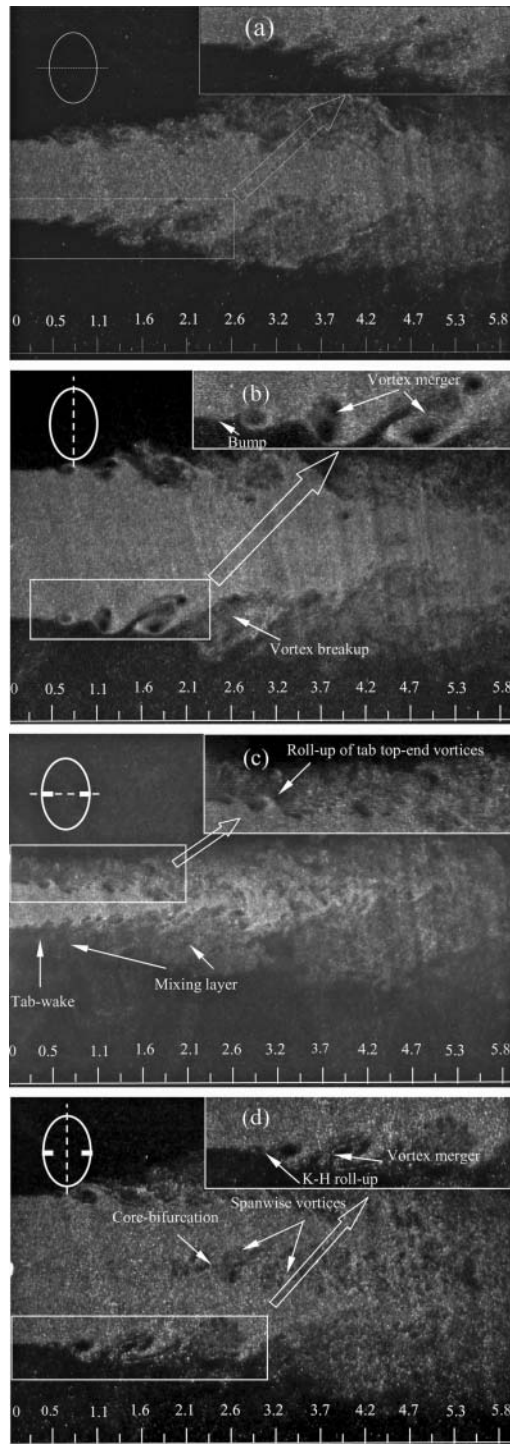 (a)
0 0.5 1.1 1.6 2.1 2.6 3.2 3.7 4.2 4.7 5.3 5.8
(b)
Vortex merger
Bump
Vortex breakup
0 0.5 1.1 1.6 2.1 2.6 3.2 3.7 4.2 4.7 5.3 5.8
(c)
Roll-up of tab top-end vortices
Mixing layer
Tab-wake
0 0.5 1.1 1.6 2.1 2.6 3.2 3.7 4.2 4.7 5.3 5.8
(d)
Vortex merger
K-H roll-up
Spanwise vortices
Core-bifurcation
0 0.5 1.1 1.6 2.1 2.6 3.2 3.7 4.2 4.7 5.3 5.8